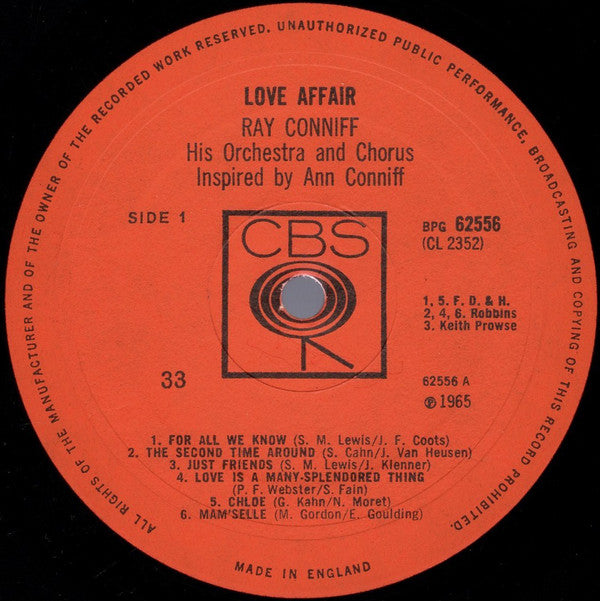 ALL RIGHTS OF THE MANUFACTURER AND OF THE OWNER OF THE RECORDED WORK RESERVED. UNAUTHORIZED PUBLIC PERFORMANCE, BROADCASTING AND COPYING OF THIS RECORD PROHIBITED.
LOVE AFFAIR
RAY CONNIFF
His Orchestra and Chorus
Inspired by Ann Conniff
SIDE 1
BPG 62556
(CL 2352)
CBS
1, 5. F. D. & H.
2, 4, 6. Robbins
3. Keith Prowse
33
62556 A
℗ 1965
1. FOR ALL WE KNOW (S. M. Lewis/J. F. Coots)
2. THE SECOND TIME AROUND (S. Cahn/J. Van Heusen)
3. JUST FRIENDS (S. M. Lewis/J. Klenner)
4. LOVE IS A MANY-SPLENDORED THING
(P. F. Webster/S. Fain)
5. CHLOE (G. Kahn/N. Moret)
6. MAM'SELLE (M. Gordon/E. Goulding)
MADE IN ENGLAND